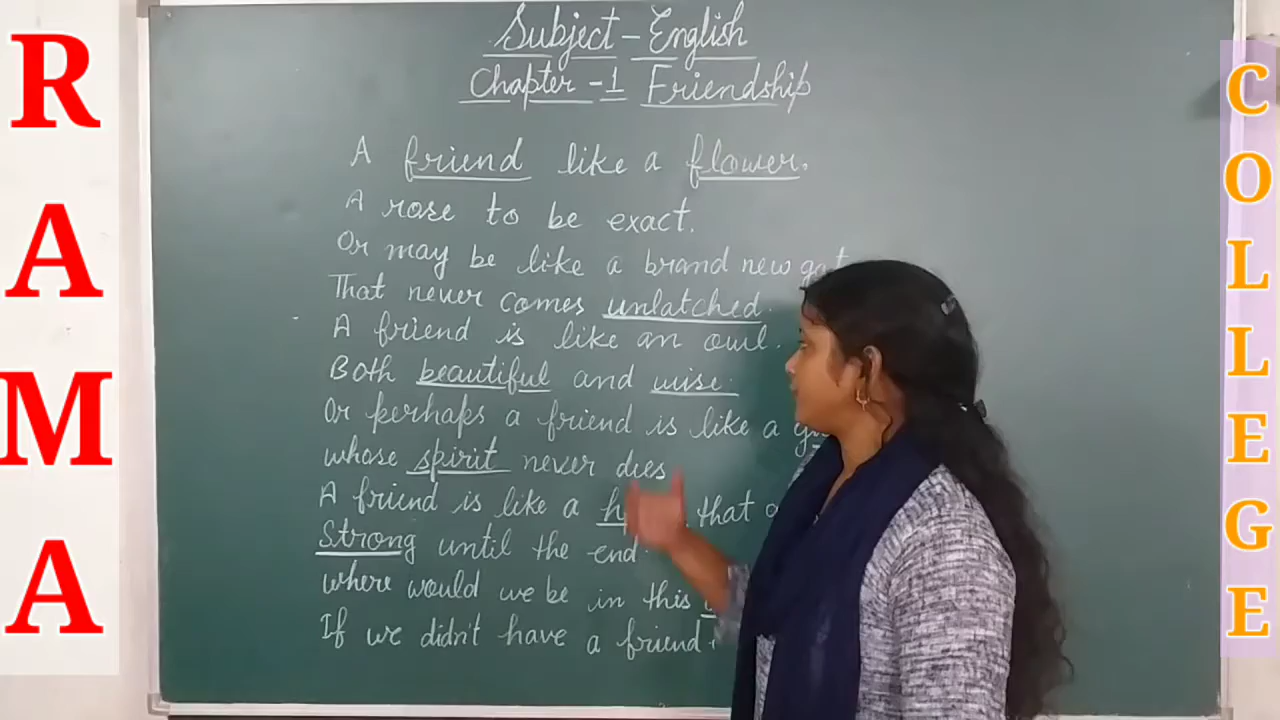 RAMA
COLLEGE
Subject - English
Chapter - 1 Friendship
A friend like a flower,
A rose to be exact.
Or may be like a brand new
That never comes unlatched.
A friend is like an owl.
Both beautiful and wise.
Or perhaps a friend is like a
whose spirit never dies
A friend is like a that
Strong until the end.
where would we be in this
If we didn't have a friend.